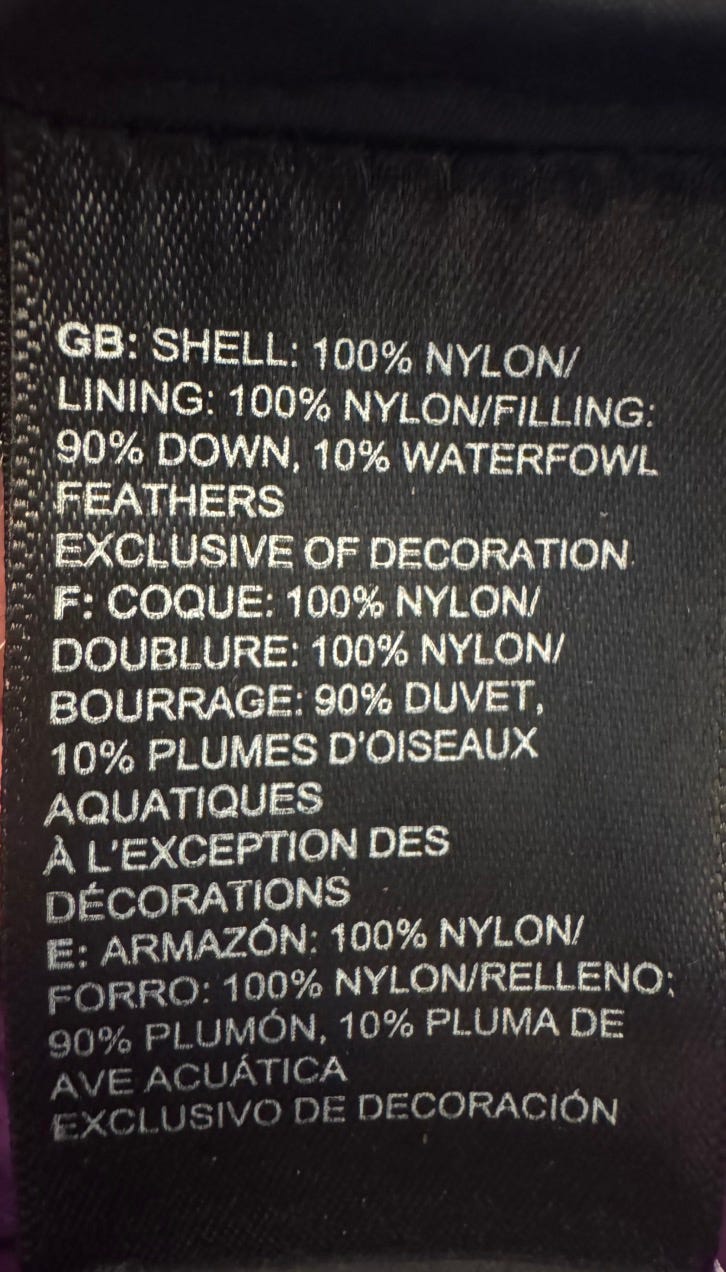 GB: SHELL: 100% NYLON/
LINING: 100% NYLON/FILLING:
90% DOWN, 10% WATERFOWL
FEATHERS
EXCLUSIVE OF DECORATION
F: COQUE: 100% NYLON/
DOUBLURE: 100% NYLON/
BOURRAGE: 90% DUVET,
10% PLUMES D'OISEAUX
AQUATIQUES
À L'EXCEPTION DES
DÉCORATIONS
E: ARMAZÓN: 100% NYLON/
FORRO: 100% NYLON/RELLENO:
90% PLUMÓN, 10% PLUMA DE
AVE ACUÁTICA
EXCLUSIVO DE DECORACIÓN